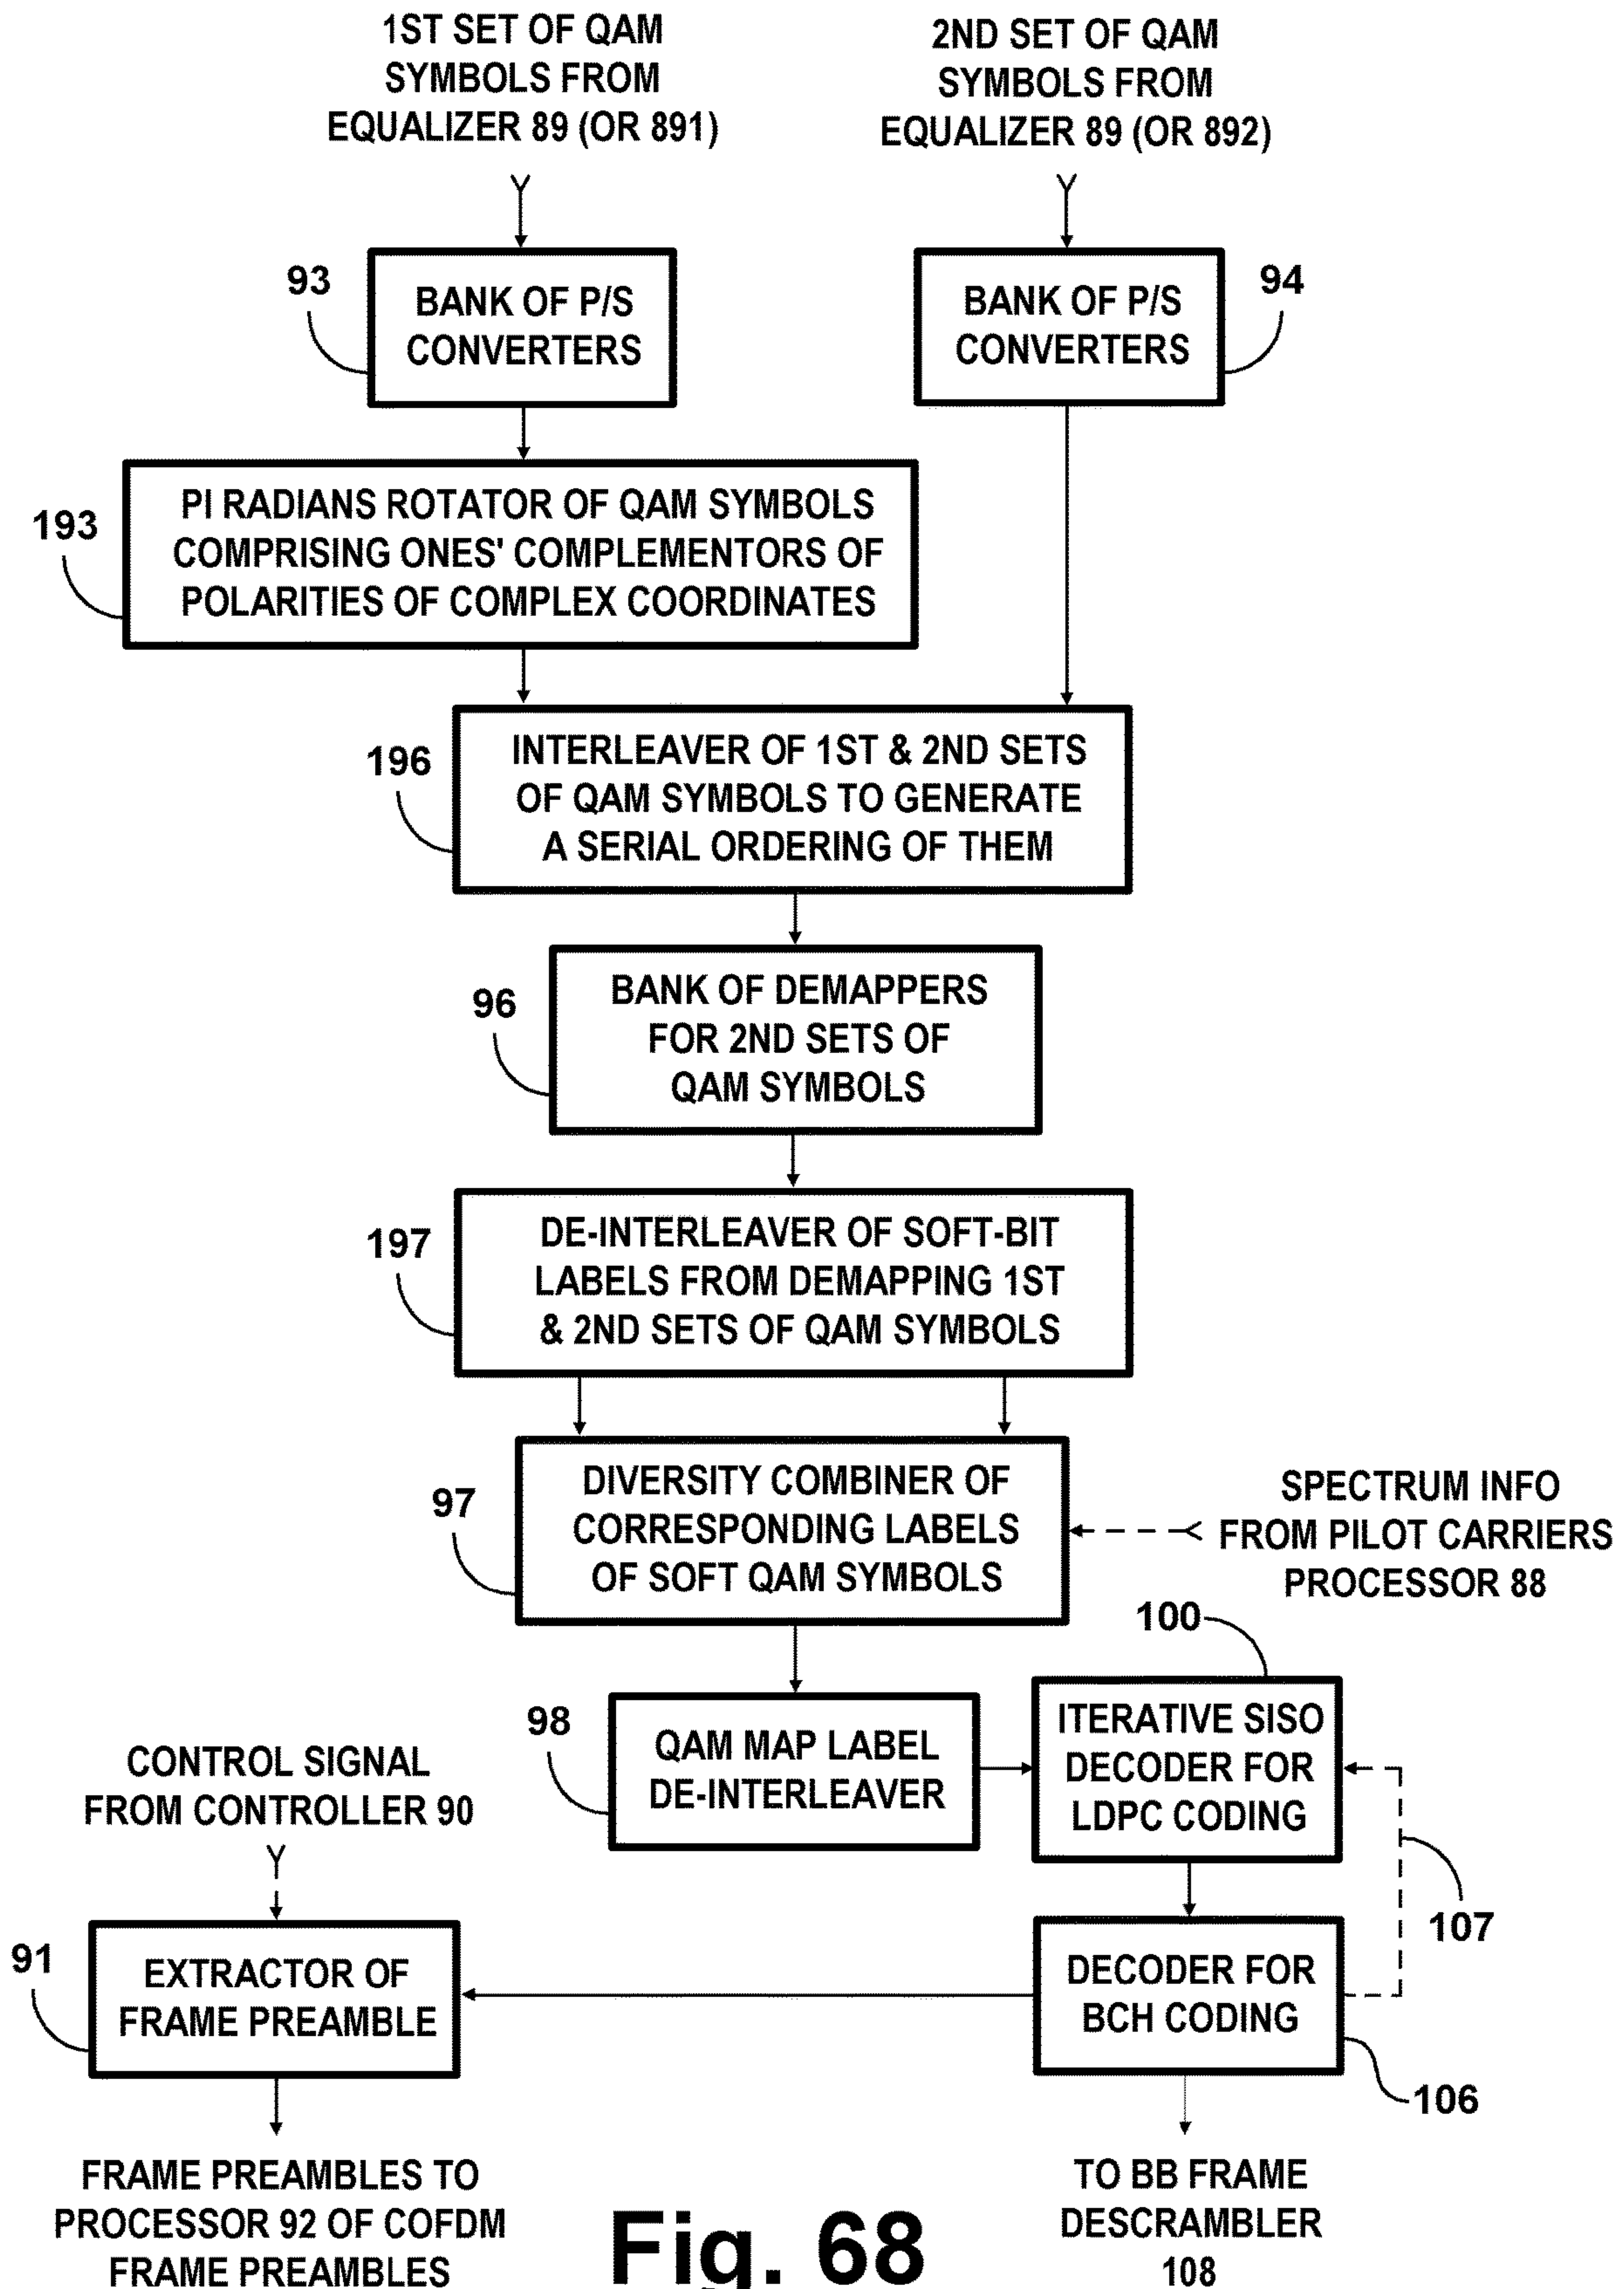 1ST SET OF QAM
SYMBOLS FROM
EQUALIZER 89 (OR 891)
2ND SET OF QAM
SYMBOLS FROM
EQUALIZER 89 (OR 892)
93
BANK OF P/S
CONVERTERS
BANK OF P/S
CONVERTERS
94
193
PI RADIANS ROTATOR OF QAM SYMBOLS
COMPRISING ONES' COMPLEMENTORS OF
POLARITIES OF COMPLEX COORDINATES
196
INTERLEAVER OF 1ST & 2ND SETS
OF QAM SYMBOLS TO GENERATE
A SERIAL ORDERING OF THEM
96
BANK OF DEMAPPERS
FOR 2ND SETS OF
QAM SYMBOLS
197
DE-INTERLEAVER OF SOFT-BIT
LABELS FROM DEMAPPING 1ST
& 2ND SETS OF QAM SYMBOLS
97
DIVERSITY COMBINER OF
CORRESPONDING LABELS
OF SOFT QAM SYMBOLS
SPECTRUM INFO
FROM PILOT CARRIERS
PROCESSOR 88
100
98
QAM MAP LABEL
DE-INTERLEAVER
ITERATIVE SISO
DECODER FOR
LDPC CODING
CONTROL SIGNAL
FROM CONTROLLER 90
107
91
EXTRACTOR OF
FRAME PREAMBLE
DECODER FOR
BCH CODING
106
FRAME PREAMBLES TO
PROCESSOR 92 OF COFDM
FRAME PREAMBLES
TO BB FRAME
DESCRAMBLER
108
Fig. 68